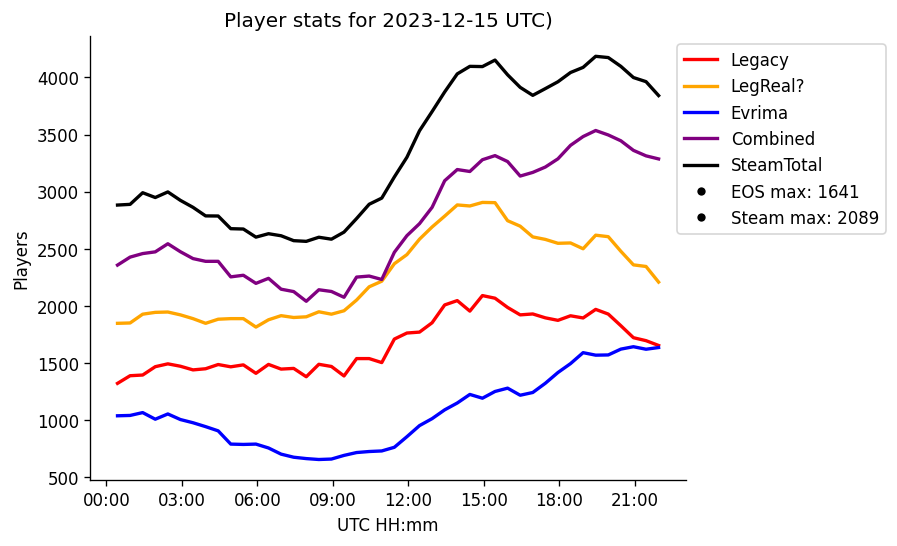 Player stats for 2023-12-15 UTC)
Players
4000
3500
3000
2500
2000
1500
1000
500
00:00 03:00 06:00 09:00 12:00 15:00 18:00 21:00
UTC HH:mm
Legacy
LegReal?
Evrima
Combined
SteamTotal
EOS max: 1641
Steam max: 2089